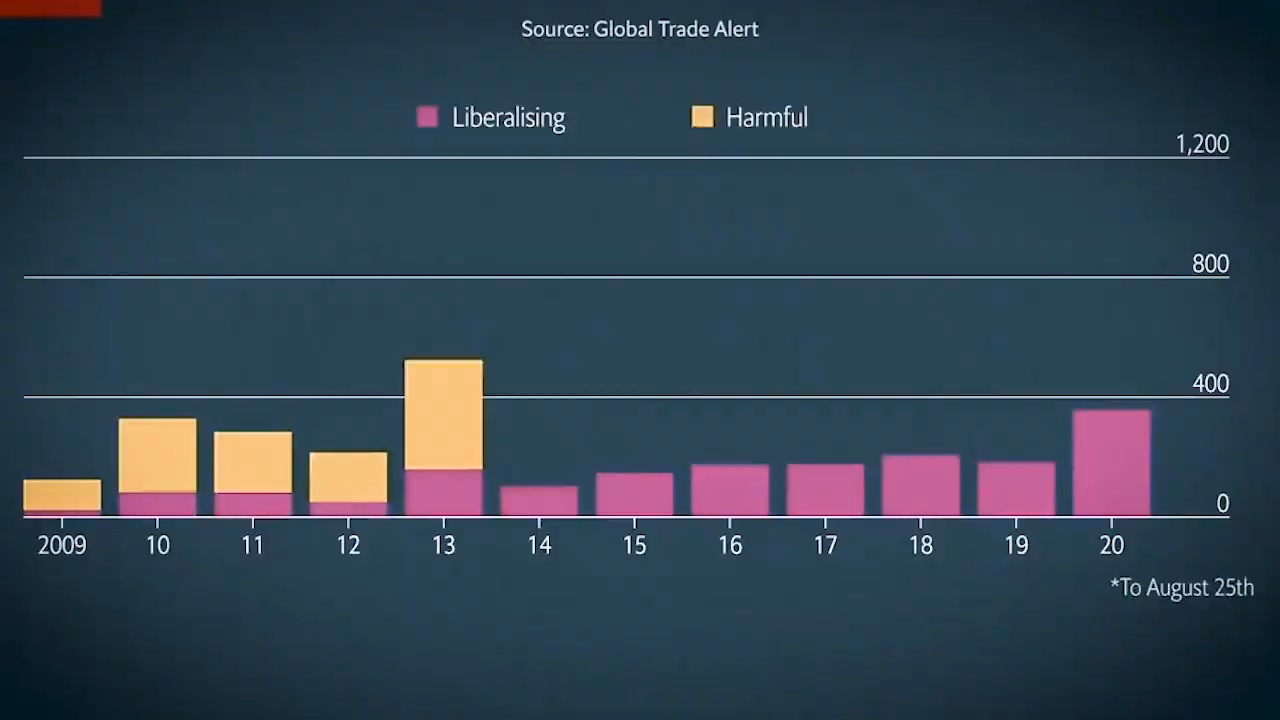 Source: Global Trade Alert
Liberalising Harmful
1,200
800
400
0
2009 10 11 12 13 14 15 16 17 18 19 20
*To August 25th